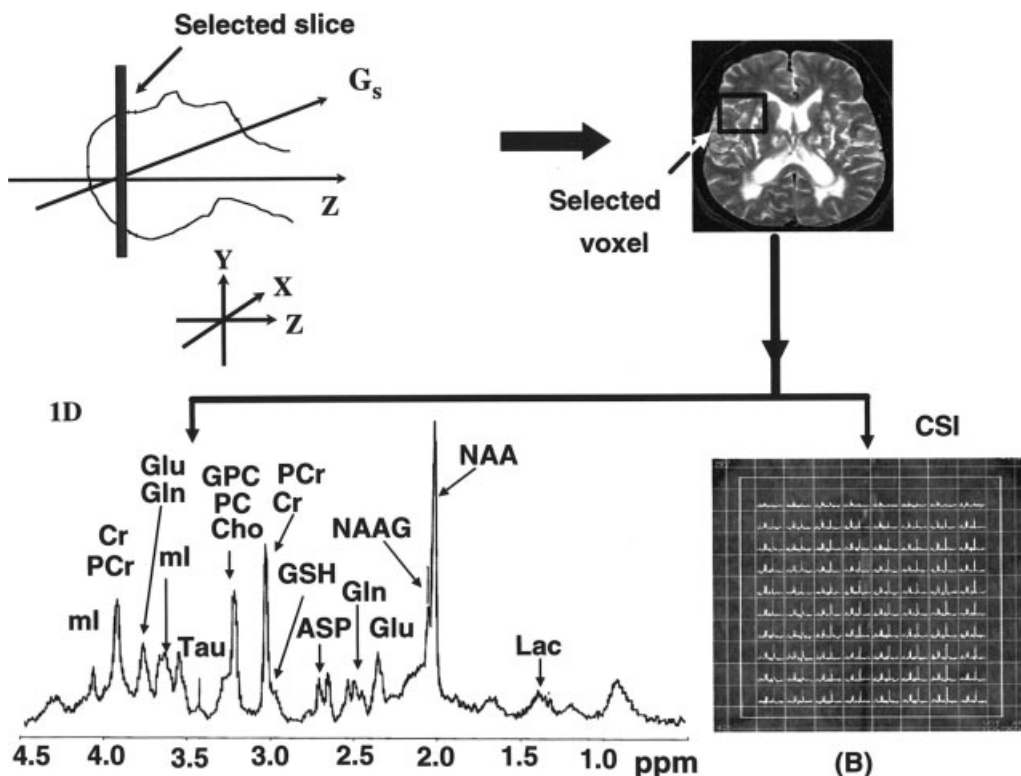 Selected slice
G_s
Z
Y
X
Z
Selected
voxel
1D
CSI
Glu
Gln
Cr
PCr
mI
mI
Tau
GPC
PC
Cho
PCr
Cr
GSH
ASP
Gln
Glu
NAAG
NAA
Lac
4.5 4.0 3.5 3.0 2.5 2.0 1.5 1.0 ppm
(B)